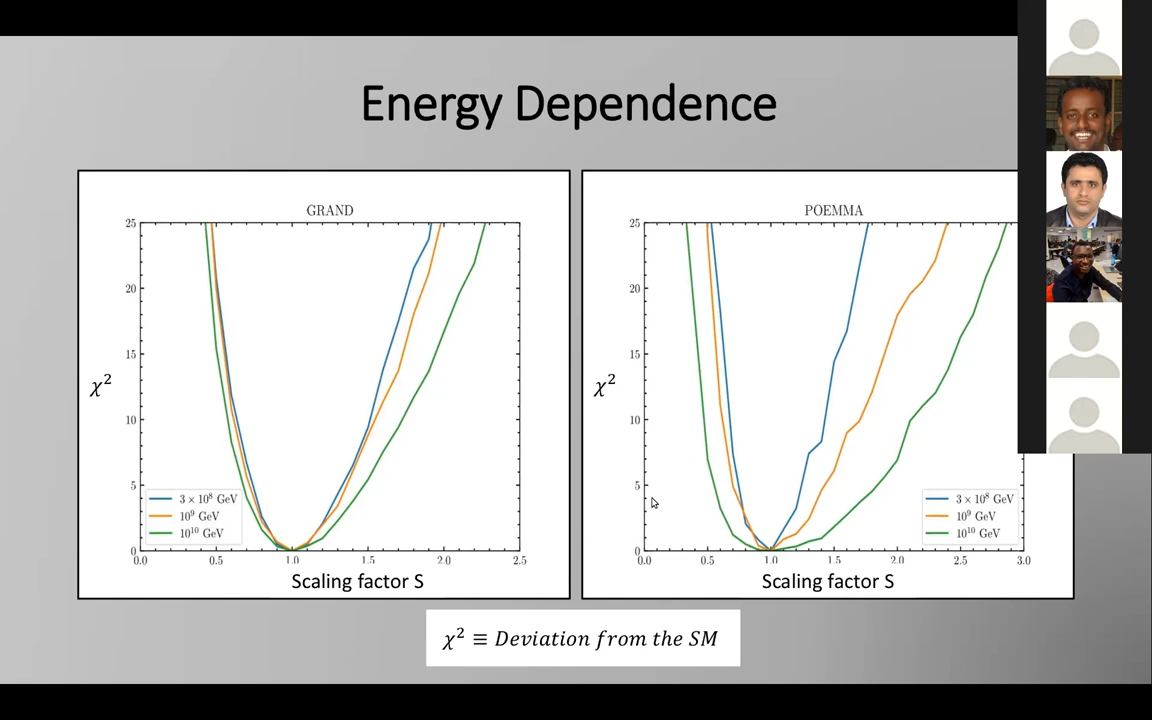 Energy Dependence
GRAND
25
20
15
10
5
0
χ²
3 × 10⁸ GeV
10⁹ GeV
10¹⁰ GeV
0.0 0.5 1.0 1.5 2.0 2.5
Scaling factor S
POEMMA
25
20
15
10
5
0
χ²
3 × 10⁸ GeV
10⁹ GeV
10¹⁰ GeV
0.0 0.5 1.0 1.5 2.0 2.5 3.0
Scaling factor S
χ² ≡ Deviation from the SM